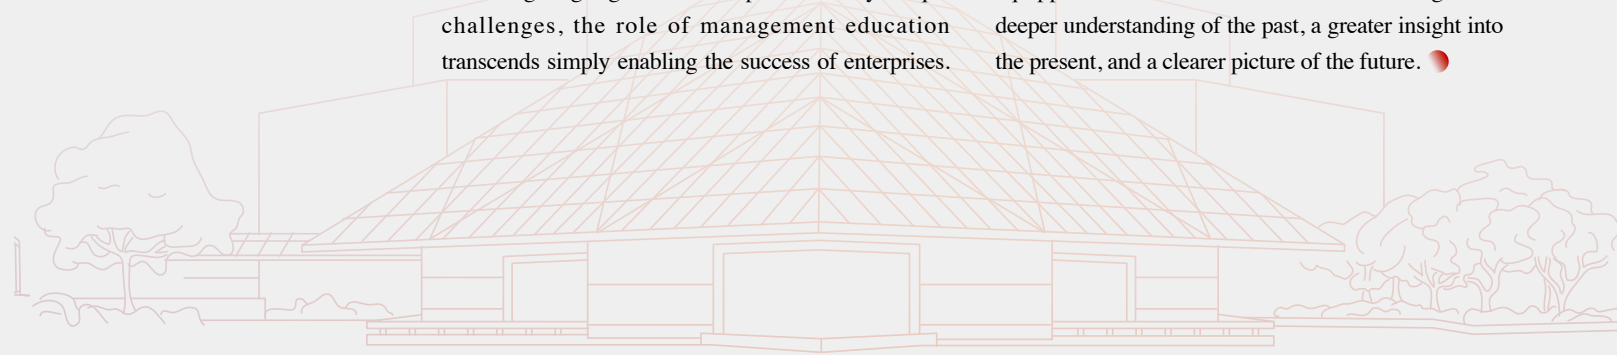 challenges, the role of management education
transcends simply enabling the success of enterprises.
deeper understanding of the past, a greater insight into
the present, and a clearer picture of the future.